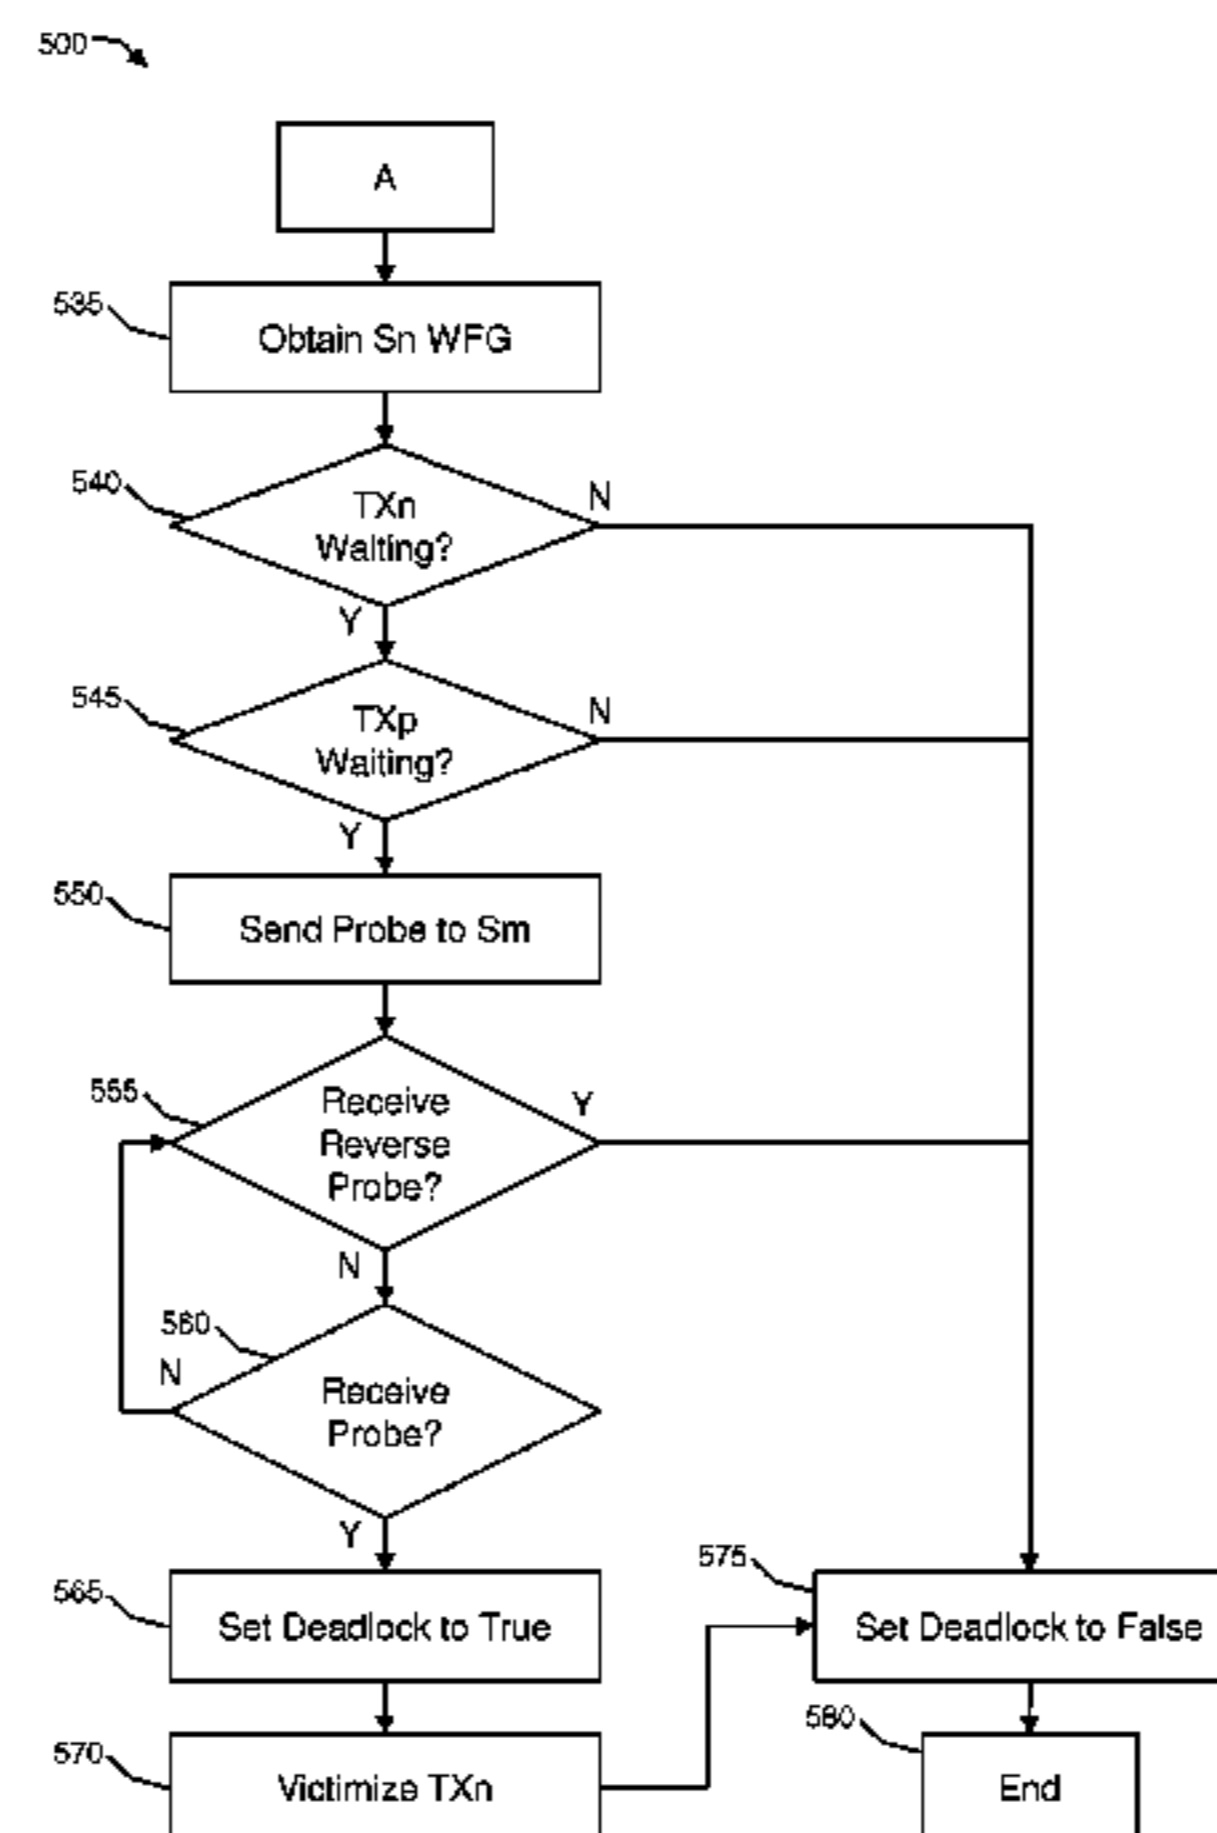 500
A
535
Obtain Sn WFG
540
TXn
Waiting?
N
Y
545
TXp
Waiting?
N
Y
550
Send Probe to Sm
555
Receive
Reverse
Probe?
Y
N
560
N
Receive
Probe?
Y
565
Set Deadlock to True
575
Set Deadlock to False
570
Victimize TXn
580
End